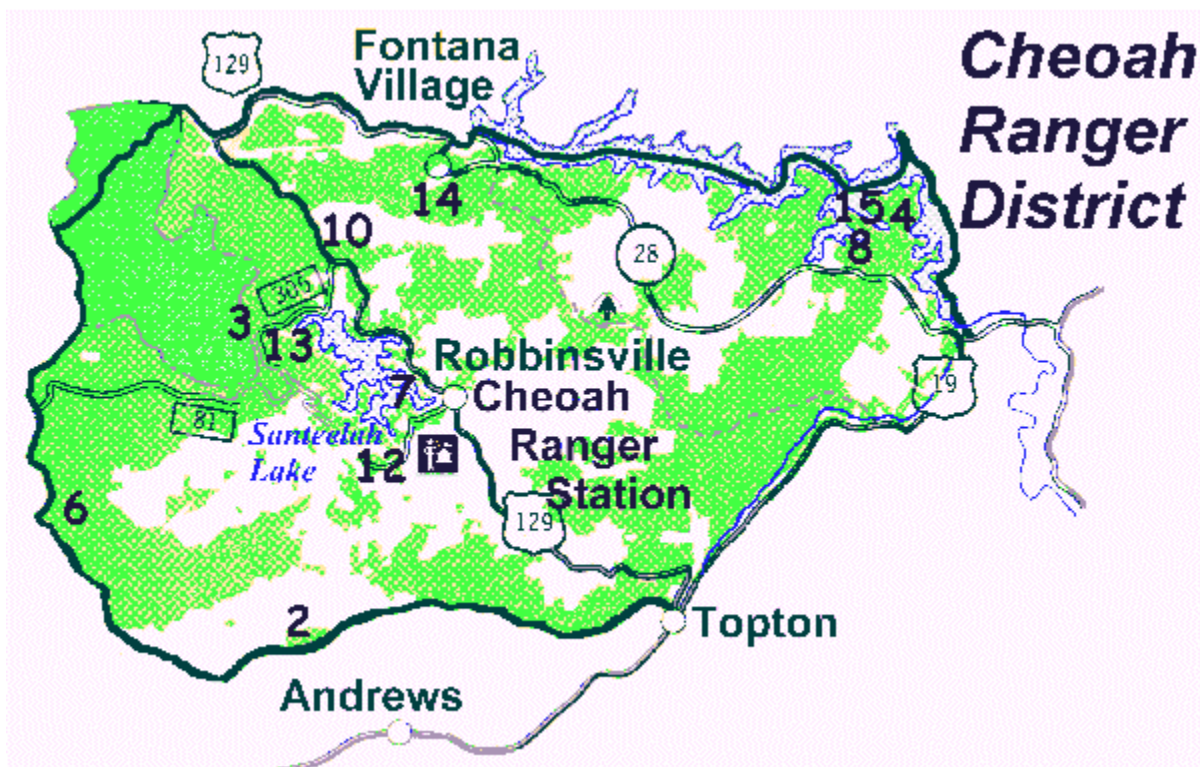 Cheoah
Ranger
District
129
Fontana
Village
14
15
4
8
10
28
306
3
13
Robbinsville
19
7
Cheoah
81
Santeelah
Lake
Ranger
12
Station
6
129
2
Topton
Andrews